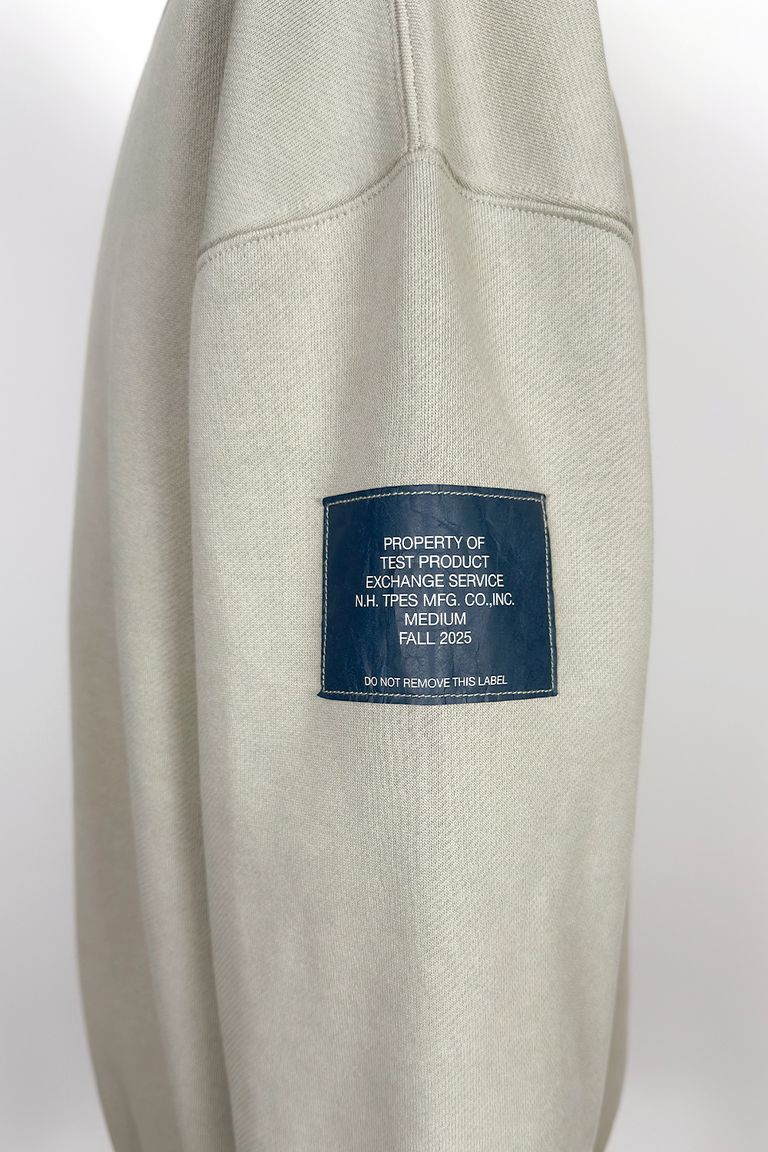 PROPERTY OF
TEST PRODUCT
EXCHANGE SERVICE
N.H. TPES MFG. CO.,INC.
MEDIUM
FALL 2025
DO NOT REMOVE THIS LABEL